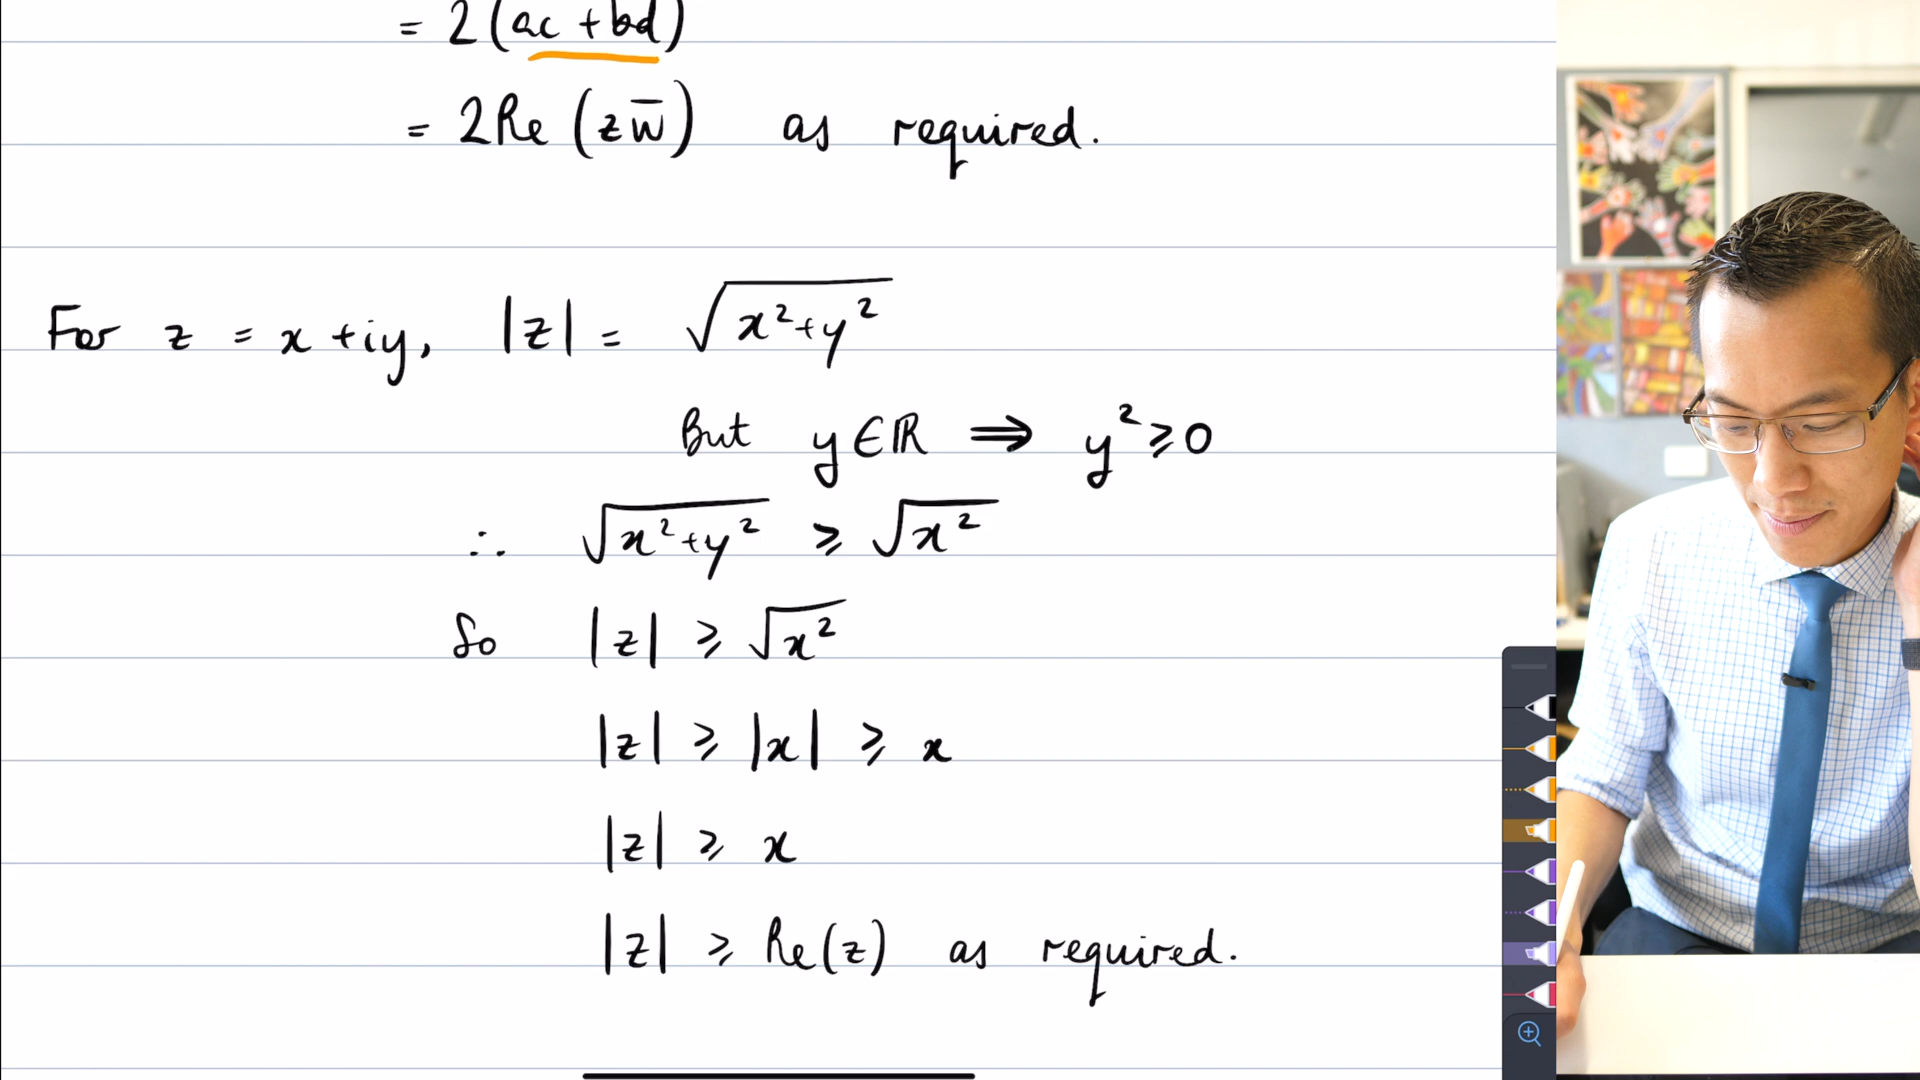 = 2(ac + bd)
= 2Re (zw̅) as required.
For z = x + iy, |z| = √(x²+y²)
But y ∈ ℝ ⇒ y² ⩾ 0
∴ √(x²+y²) ⩾ √(x²)
So |z| ⩾ √(x²)
|z| ⩾ |x| ⩾ x
|z| ⩾ x
|z| ⩾ Re(z) as required.